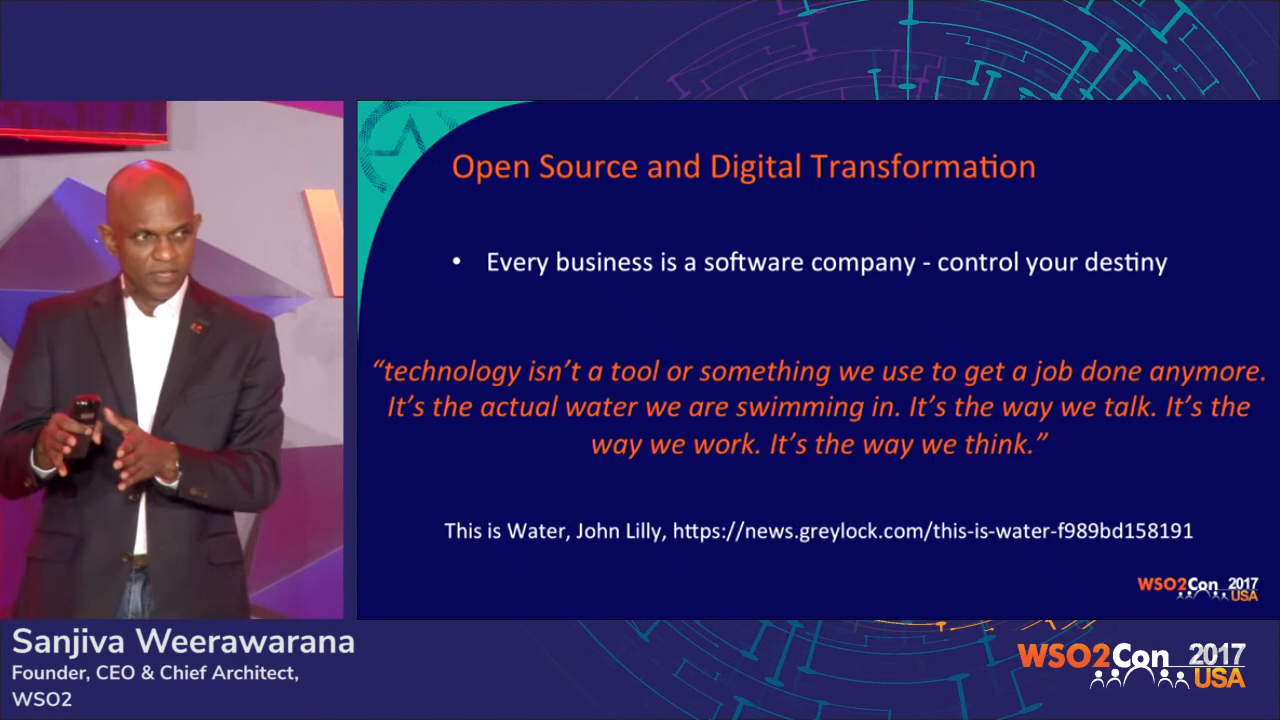 Open Source and Digital Transformation
• Every business is a software company - control your destiny
“technology isn’t a tool or something we use to get a job done anymore.
It’s the actual water we are swimming in. It’s the way we talk. It’s the
way we work. It’s the way we think.”
This is Water, John Lilly, https://news.greylock.com/this-is-water-f989bd158191
WSO2Con 2017
USA
Sanjiva Weerawarana
Founder, CEO & Chief Architect,
WSO2
WSO2Con 2017
USA